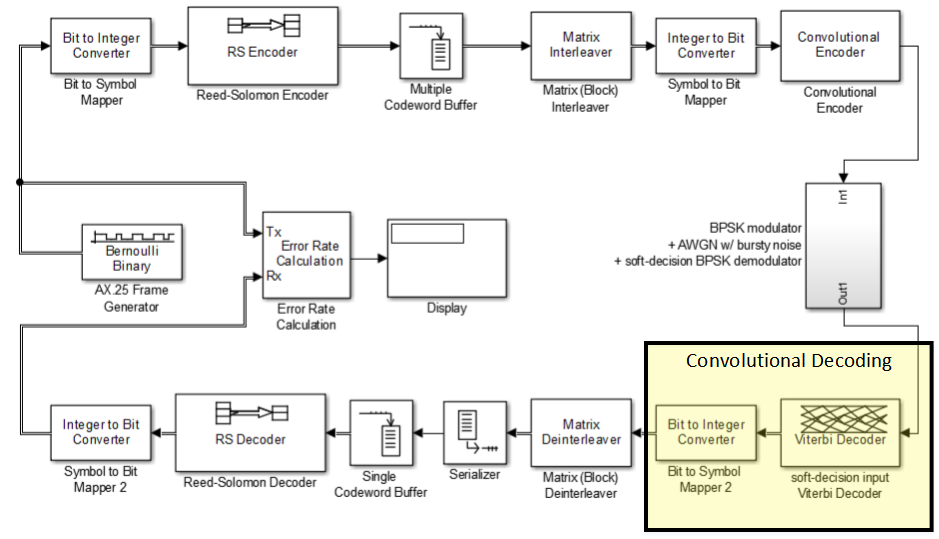 Bit to Integer
Converter
Bit to Symbol
Mapper
RS Encoder
Reed-Solomon Encoder
Multiple
Codeword Buffer
Matrix
Interleaver
Matrix (Block)
Interleaver
Integer to Bit
Converter
Symbol to Bit
Mapper
Convolutional
Encoder
Convolutional
Encoder
In1
BPSK modulator
+ AWGN w/ bursty noise
+ soft-decision BPSK demodulator
Out1
Bernoulli
Binary
AX.25 Frame
Generator
Tx
Error Rate
Calculation
Rx
Error Rate
Calculation
Display
Convolutional Decoding
Integer to Bit
Converter
Symbol to Bit
Mapper 2
RS Decoder
Reed-Solomon Decoder
Single
Codeword Buffer
Serializer
Matrix
Deinterleaver
Matrix (Block)
Deinterleaver
Bit to Integer
Converter
Bit to Symbol
Mapper 2
Viterbi Decoder
soft-decision input
Viterbi Decoder